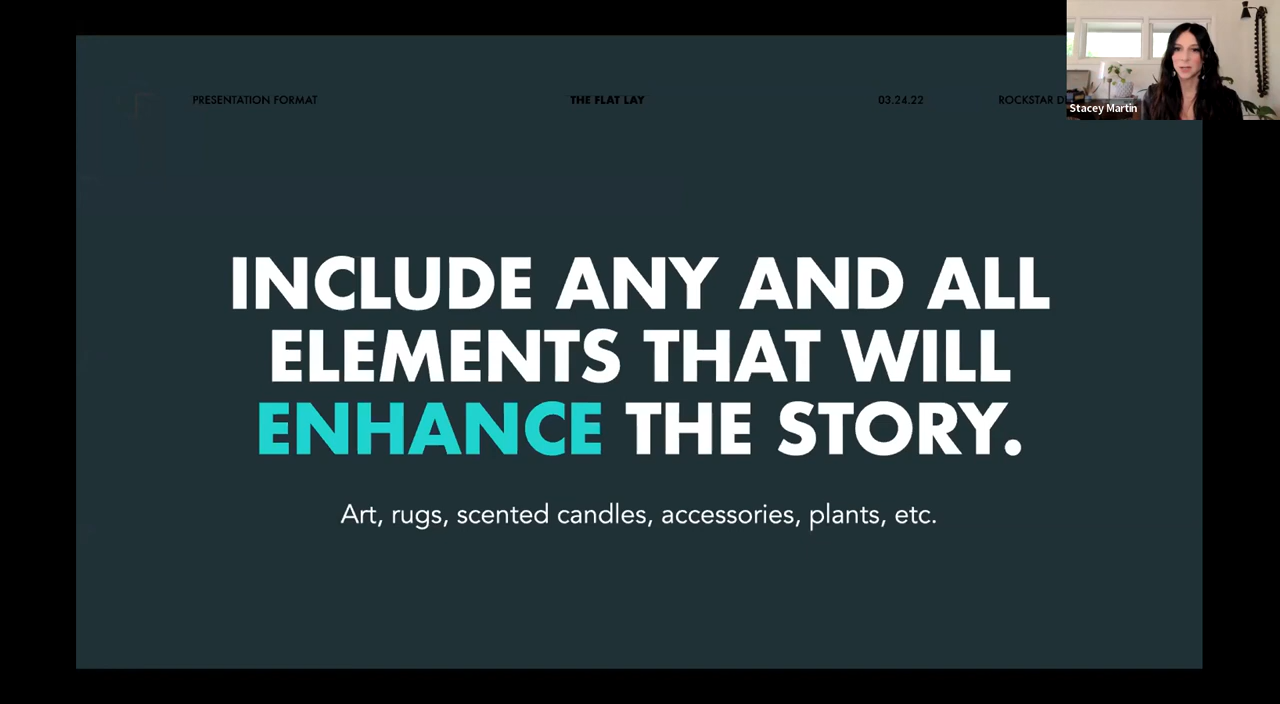 PRESENTATION FORMAT
THE FLAT LAY
03.24.22
ROCKSTAR
Stacey Martin
INCLUDE ANY AND ALL
ELEMENTS THAT WILL
ENHANCE THE STORY.
Art, rugs, scented candles, accessories, plants, etc.